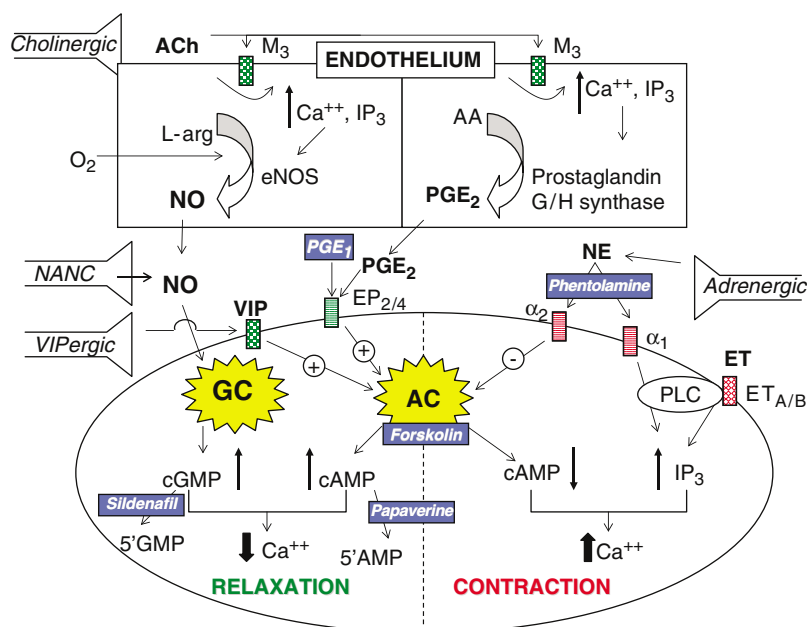 Cholinergic
ACh
M3
ENDOTHELIUM
M3
Ca++, IP3
Ca++, IP3
L-arg
AA
O2
eNOS
NO
PGE2
Prostaglandin
G/H synthase
PGE1
NE
NANC
NO
PGE2
Phentolamine
Adrenergic
VIP
EP2/4
α2
α1
VIPergic
+
+
-
ET
GC
AC
PLC
ETA/B
Forskolin
cGMP
cAMP
cAMP
IP3
Sildenafil
Papaverine
5'GMP
Ca++
5'AMP
Ca++
RELAXATION
CONTRACTION